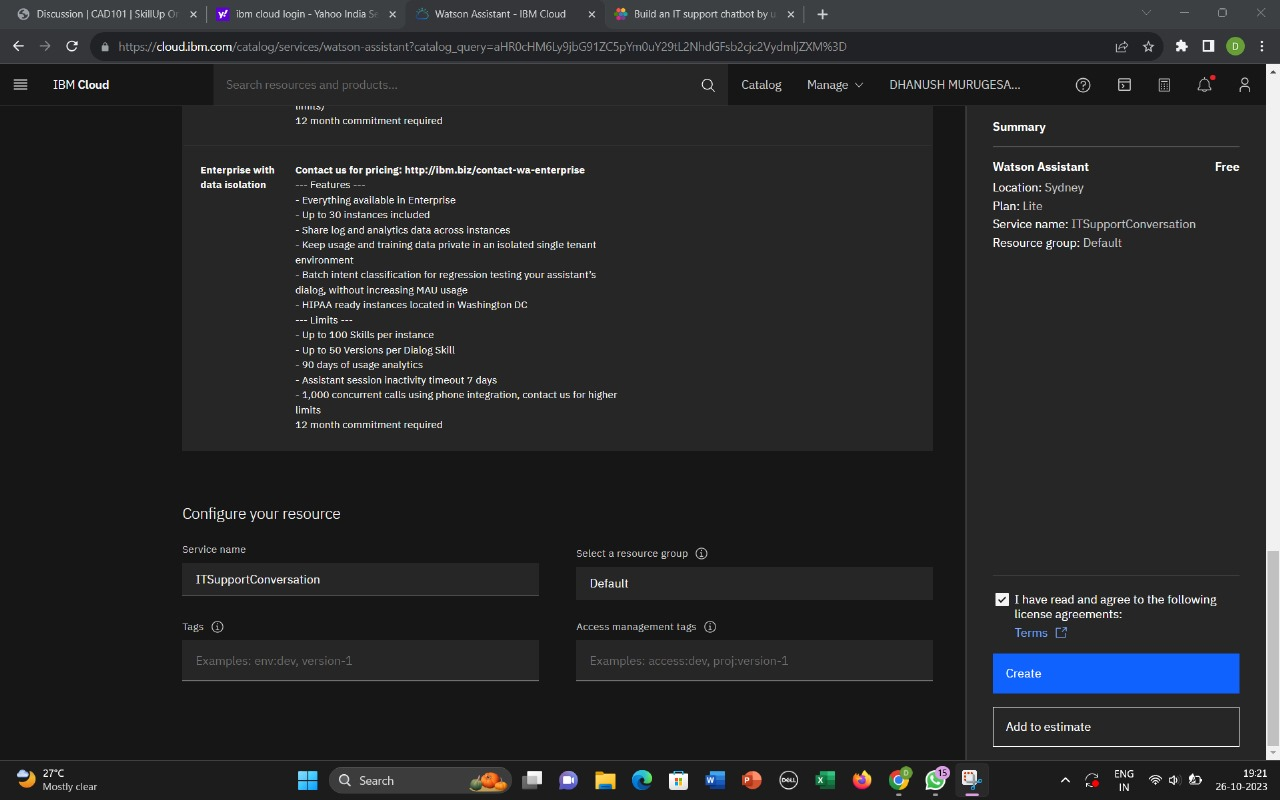 Discussion | CAD101 | SkillUp On
ibm cloud login - Yahoo India Se
Watson Assistant - IBM Cloud
Build an IT support chatbot by u
https://cloud.ibm.com/catalog/services/watson-assistant?catalog_query=aHR0cHM6Ly9jbG91ZC5pYm0uY29tL2NhdGFsb2cjc2VydmljZXM%3D
D
IBM Cloud
Search resources and products...
Catalog
Manage
DHANUSH MURUGESA...
limits)
12 month commitment required
Enterprise with
data isolation
Contact us for pricing: http://ibm.biz/contact-wa-enterprise
--- Features ---
- Everything available in Enterprise
- Up to 30 instances included
- Share log and analytics data across instances
- Keep usage and training data private in an isolated single tenant
environment
- Batch intent classification for regression testing your assistant's
dialog, without increasing MAU usage
- HIPAA ready instances located in Washington DC
--- Limits ---
- Up to 100 Skills per instance
- Up to 50 Versions per Dialog Skill
- 90 days of usage analytics
- Assistant session inactivity timeout 7 days
- 1,000 concurrent calls using phone integration, contact us for higher
limits
12 month commitment required
Configure your resource
Service name
ITSupportConversation
Select a resource group
Default
Tags
Examples: env:dev, version-1
Access management tags
Examples: access:dev, proj:version-1
Summary
Watson Assistant Free
Location: Sydney
Plan: Lite
Service name: ITSupportConversation
Resource group: Default
I have read and agree to the following
license agreements:
Terms
Create
Add to estimate
27°C
Mostly clear
Search
DELL
15
ENG
IN
19:21
26-10-2023